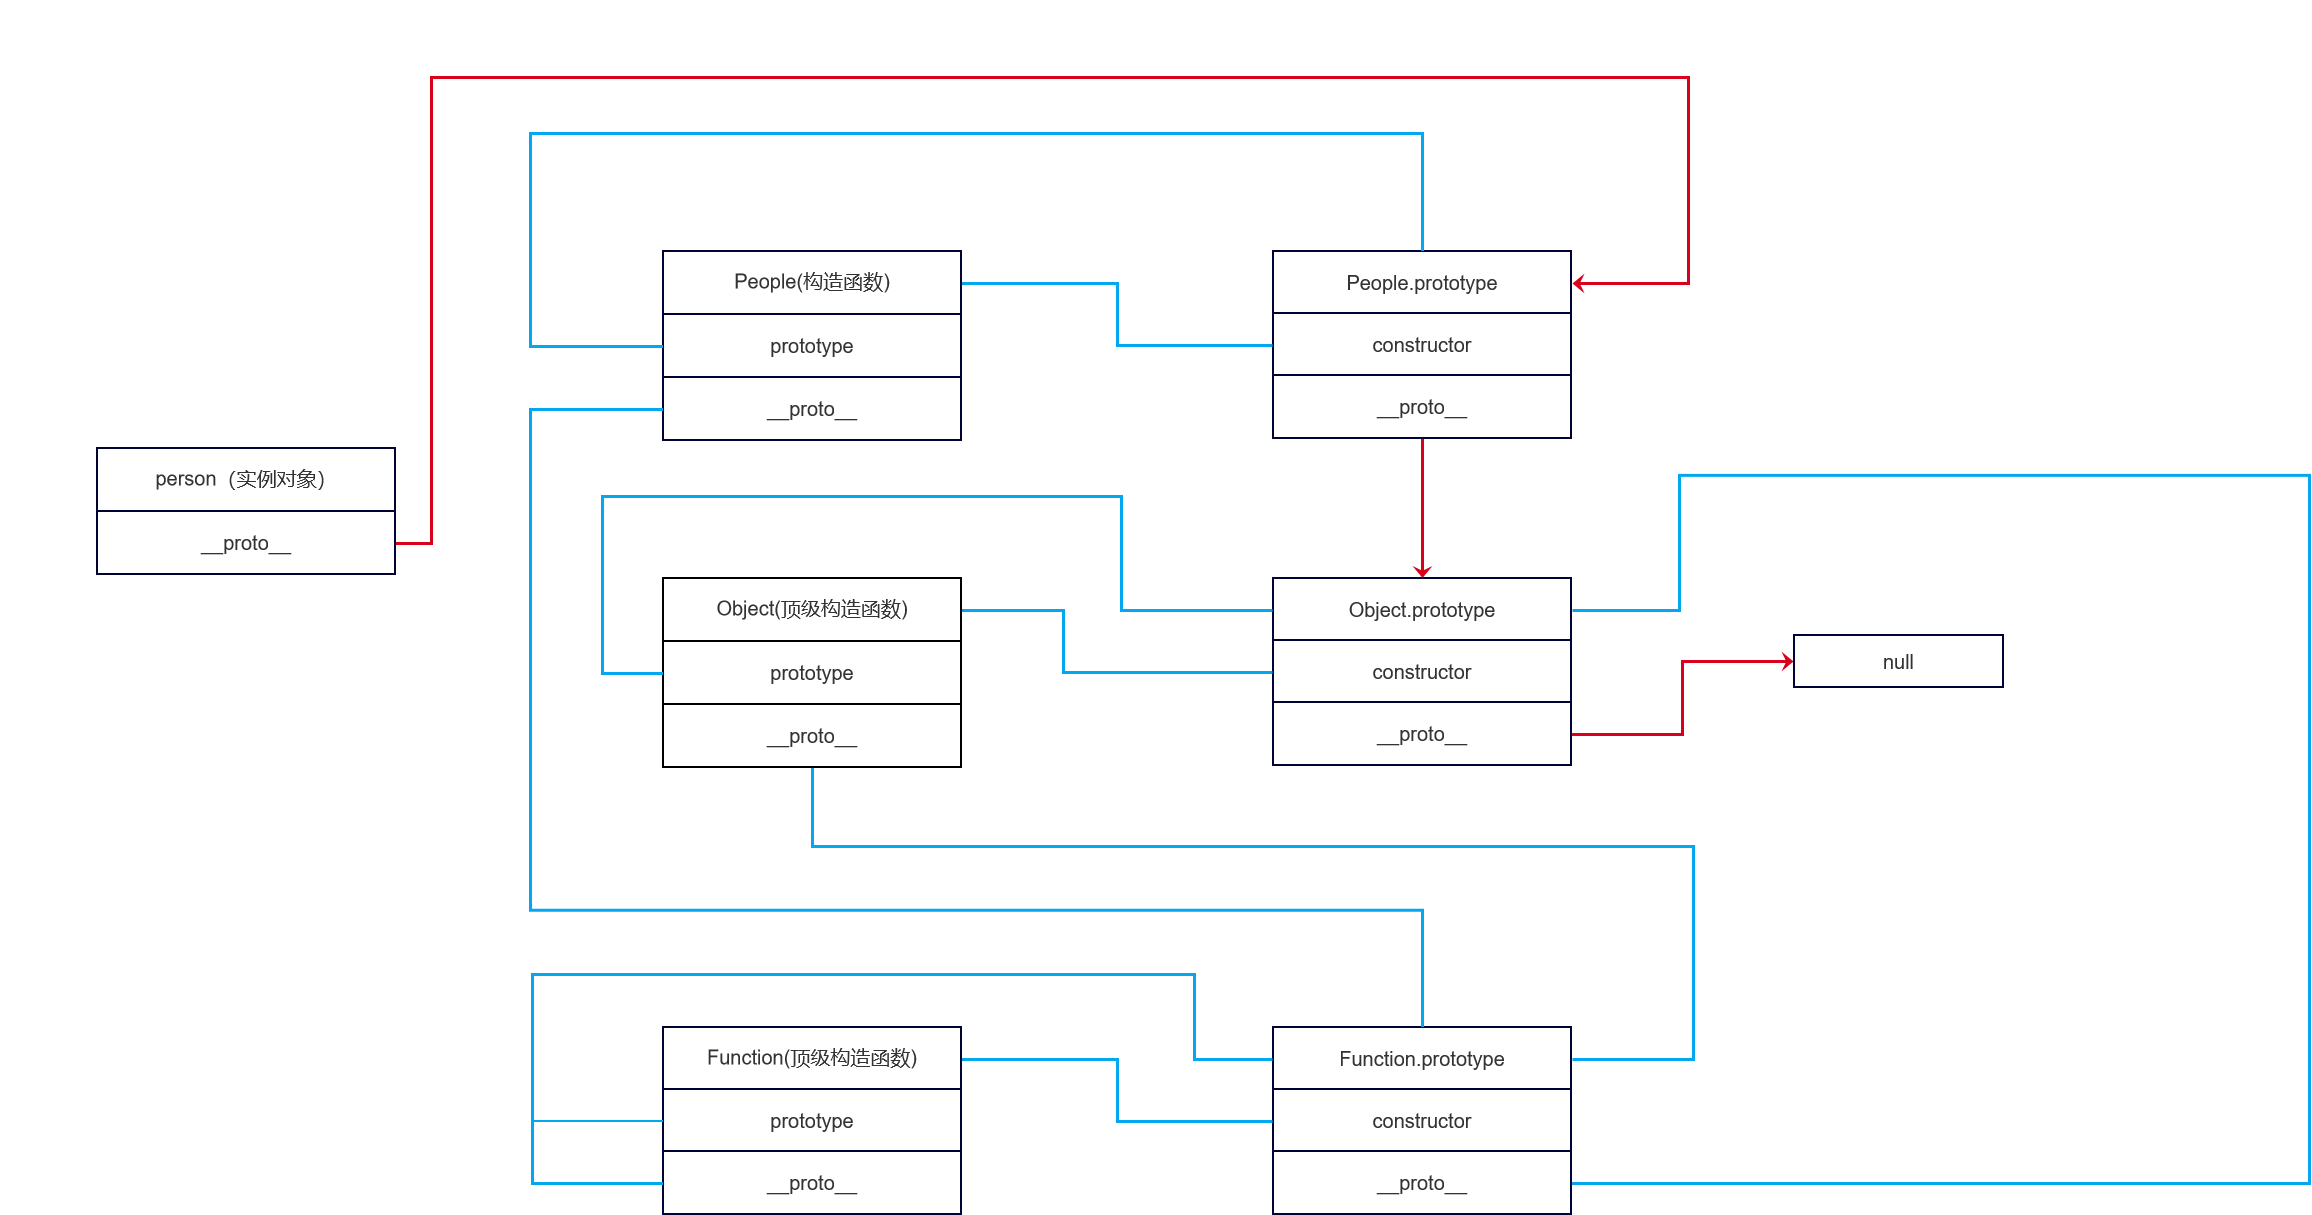 People(构造函数)
prototype
__proto__
People.prototype
constructor
__proto__
person（实例对象）
__proto__
Object(顶级构造函数)
prototype
__proto__
Object.prototype
constructor
__proto__
null
Function(顶级构造函数)
prototype
__proto__
Function.prototype
constructor
__proto__